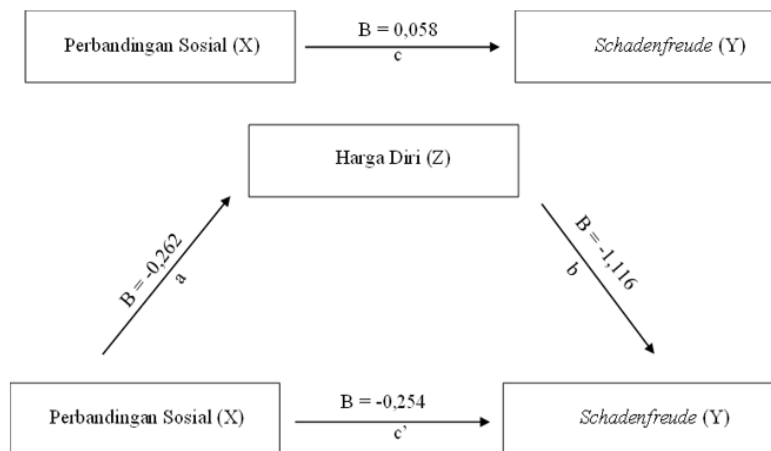 Perbandingan Sosial (X)
B = 0,058
c
Schadenfreude (Y)
Harga Diri (Z)
B = -0,262
a
B = -1,116
b
Perbandingan Sosial (X)
B = -0,254
c’
Schadenfreude (Y)